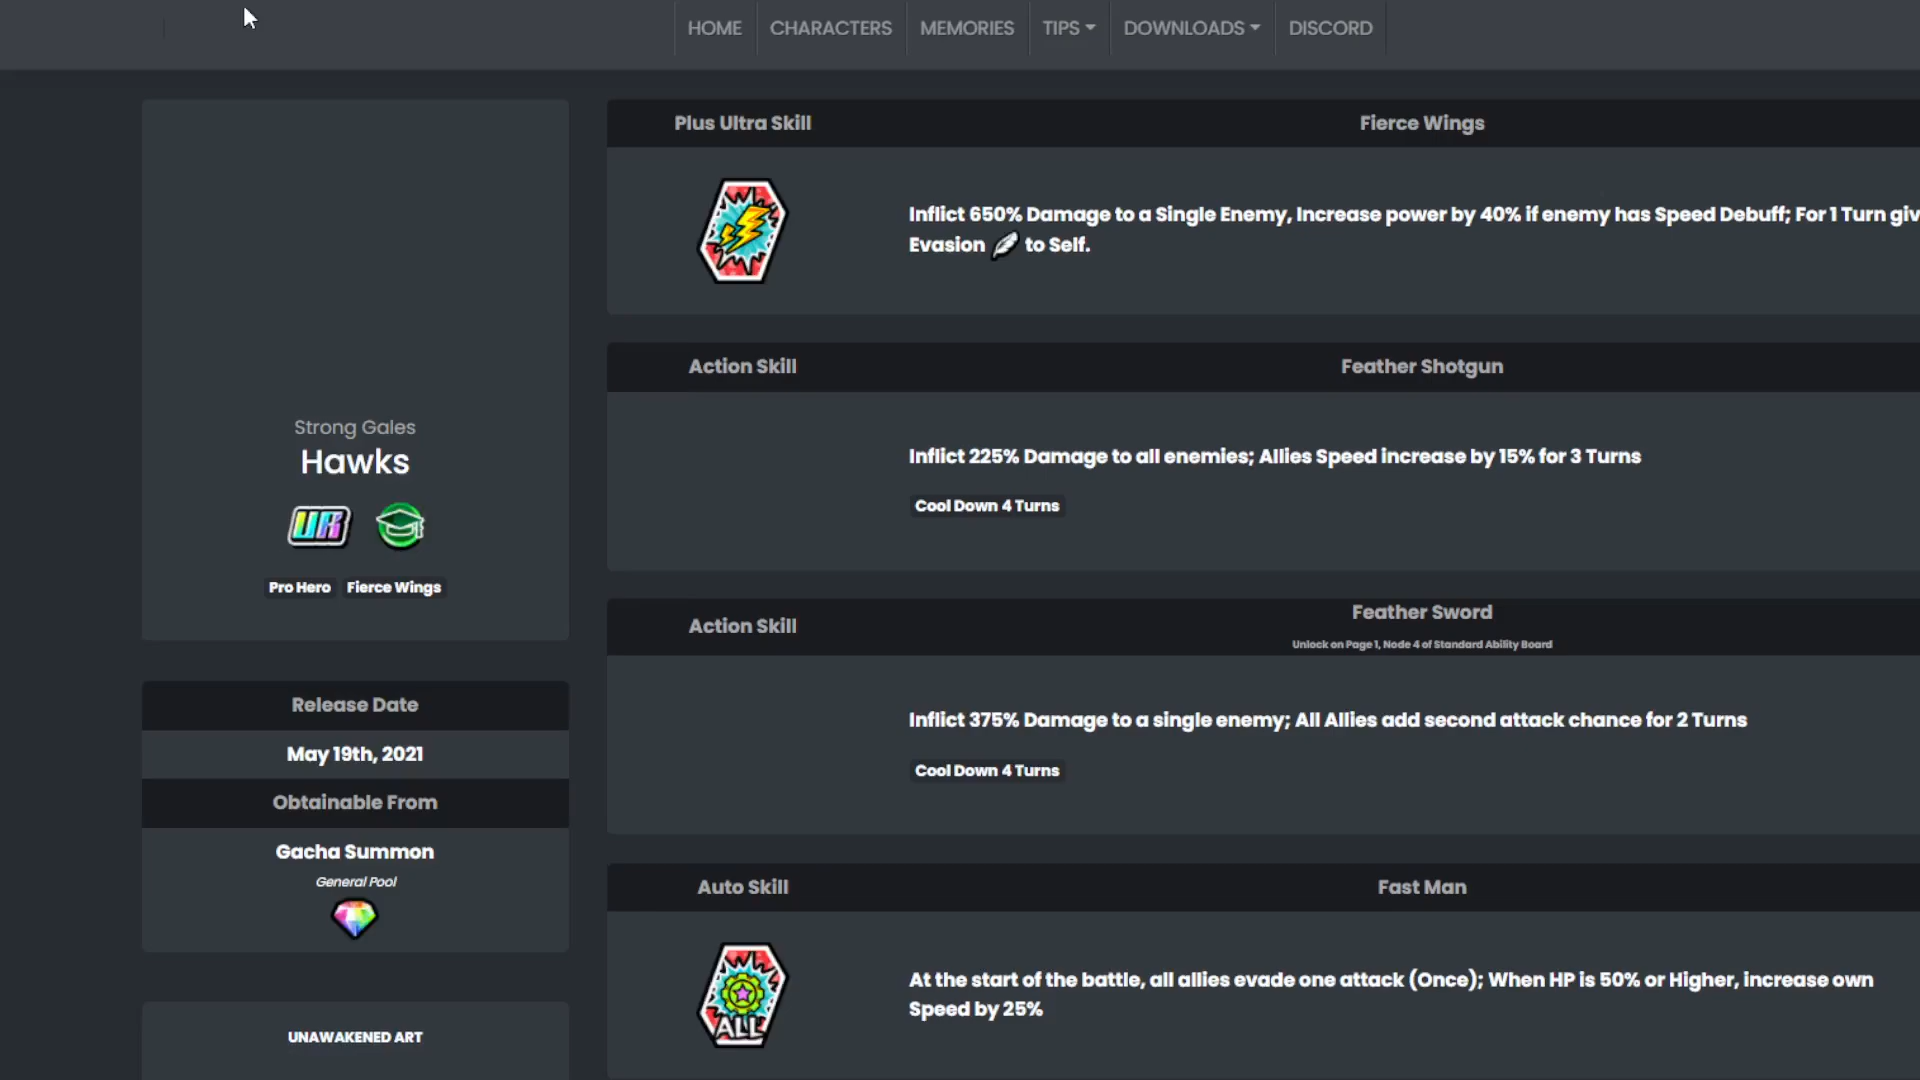 HOME
CHARACTERS
MEMORIES
TIPS
DOWNLOADS
DISCORD
Strong Gales
Hawks
UR
Pro Hero
Fierce Wings
Release Date
May 19th, 2021
Obtainable From
Gacha Summon
General Pool
UNAWAKENED ART
Plus Ultra Skill
Fierce Wings
Inflict 650% Damage to a Single Enemy, Increase power by 40% if enemy has Speed Debuff; For 1 Turn giv
Evasion to Self.
Action Skill
Feather Shotgun
Inflict 225% Damage to all enemies; Allies Speed increase by 15% for 3 Turns
Cool Down 4 Turns
Action Skill
Feather Sword
Unlock on Page 1, Node 4 of Standard Ability Board
Inflict 375% Damage to a single enemy; All Allies add second attack chance for 2 Turns
Cool Down 4 Turns
Auto Skill
Fast Man
ALL
At the start of the battle, all allies evade one attack (Once); When HP is 50% or Higher, increase own
Speed by 25%